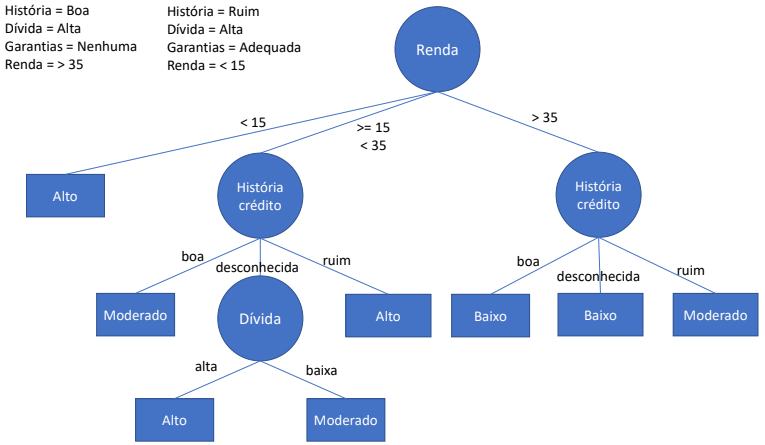 História = Boa
Dívida = Alta
Garantias = Nenhuma
Renda = > 35
História = Ruim
Dívida = Alta
Garantias = Adequada
Renda = < 15
Renda
< 15
>= 15
< 35
> 35
Alto
História
crédito
História
crédito
boa
desconhecida
ruim
boa
desconhecida
ruim
Moderado
Dívida
Alto
Baixo
Baixo
Moderado
alta
baixa
Alto
Moderado